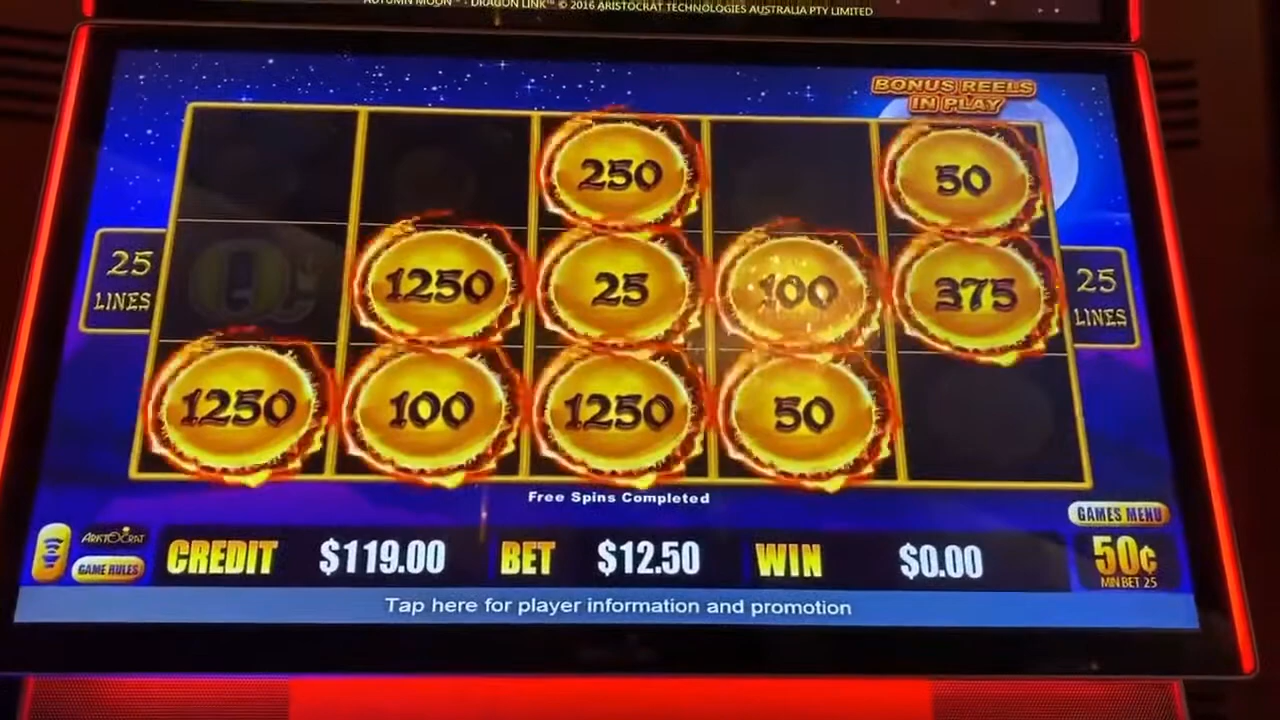 AUTUMN MOON™ - DRAGON LINK™ © 2016 ARISTOCRAT TECHNOLOGIES AUSTRALIA PTY LIMITED
BONUS REELS
IN PLAY
250
50
25
LINES
1250
25
100
375
25
LINES
1250
100
1250
50
Free Spins Completed
GAMES MENU
ARISTOCRAT
GAME RULES
CREDIT $119.00 BET $12.50 WIN $0.00
50¢
MIN BET 25
Tap here for player information and promotion